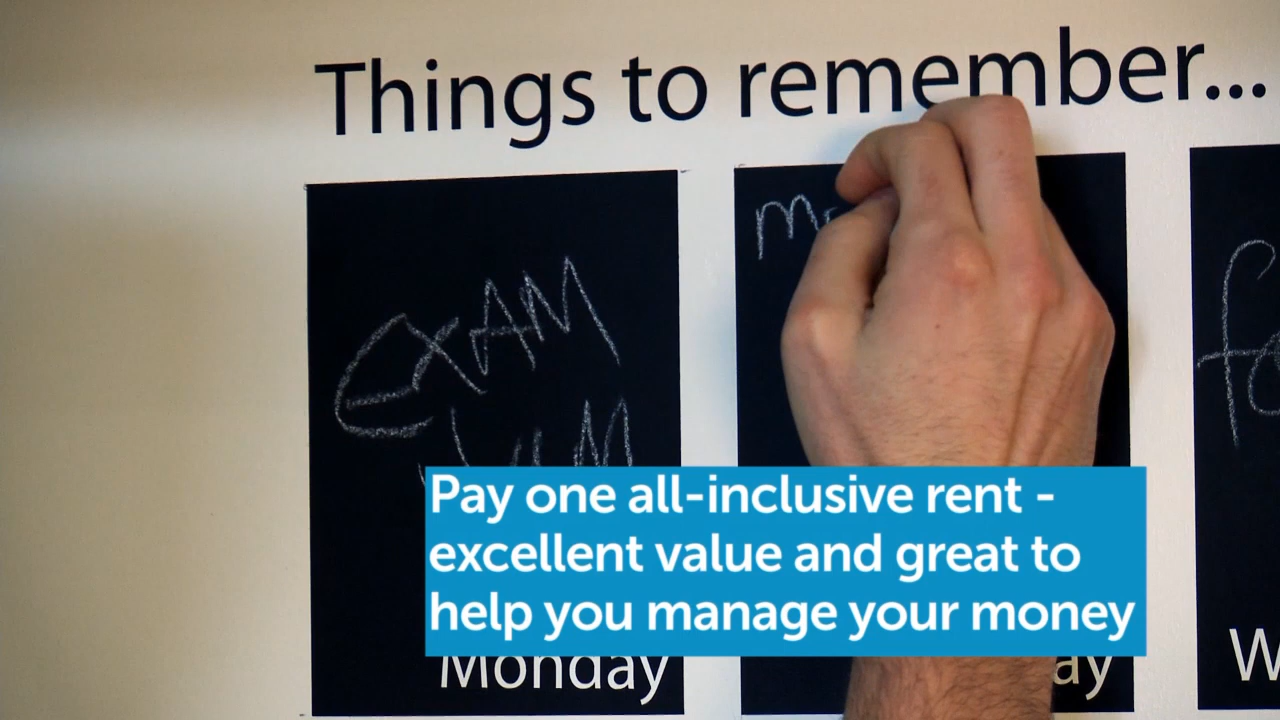 Things to remember...
EXAM
Pay one all-inclusive rent -
excellent value and great to
help you manage your money
Monday